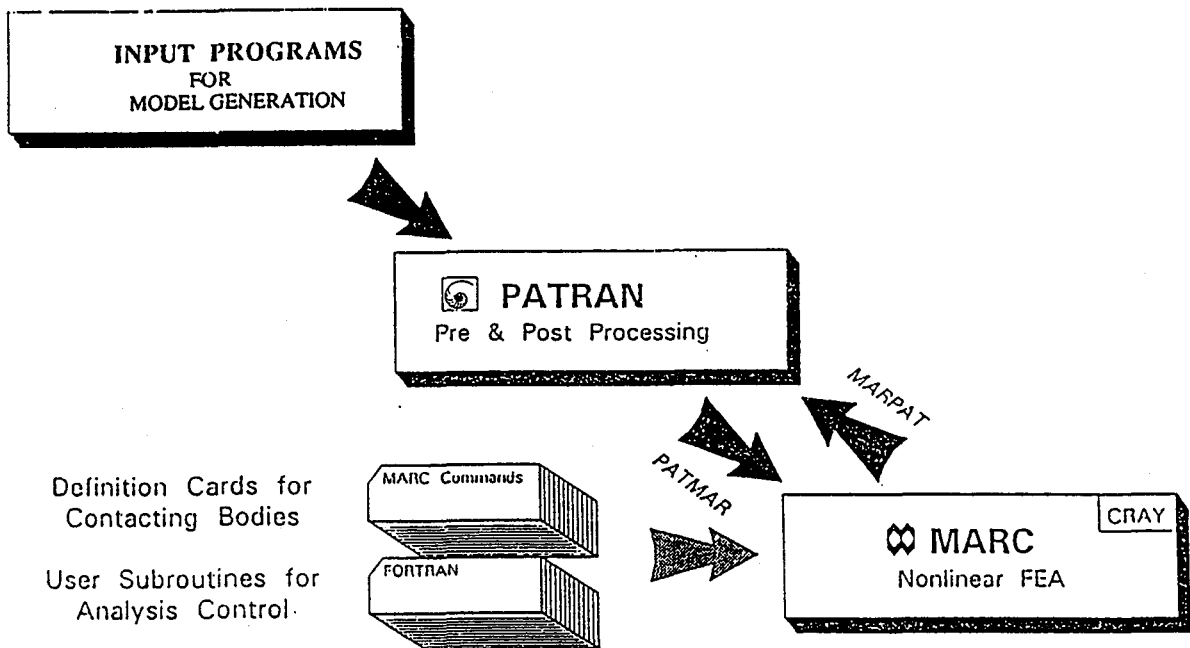 INPUT PROGRAMS
FOR
MODEL GENERATION
PATRAN
Pre & Post Processing
MARPAT
PATMAR
Definition Cards for
Contacting Bodies
MARC Commands
User Subroutines for
Analysis Control
FORTRAN
CRAY
MARC
Nonlinear FEA